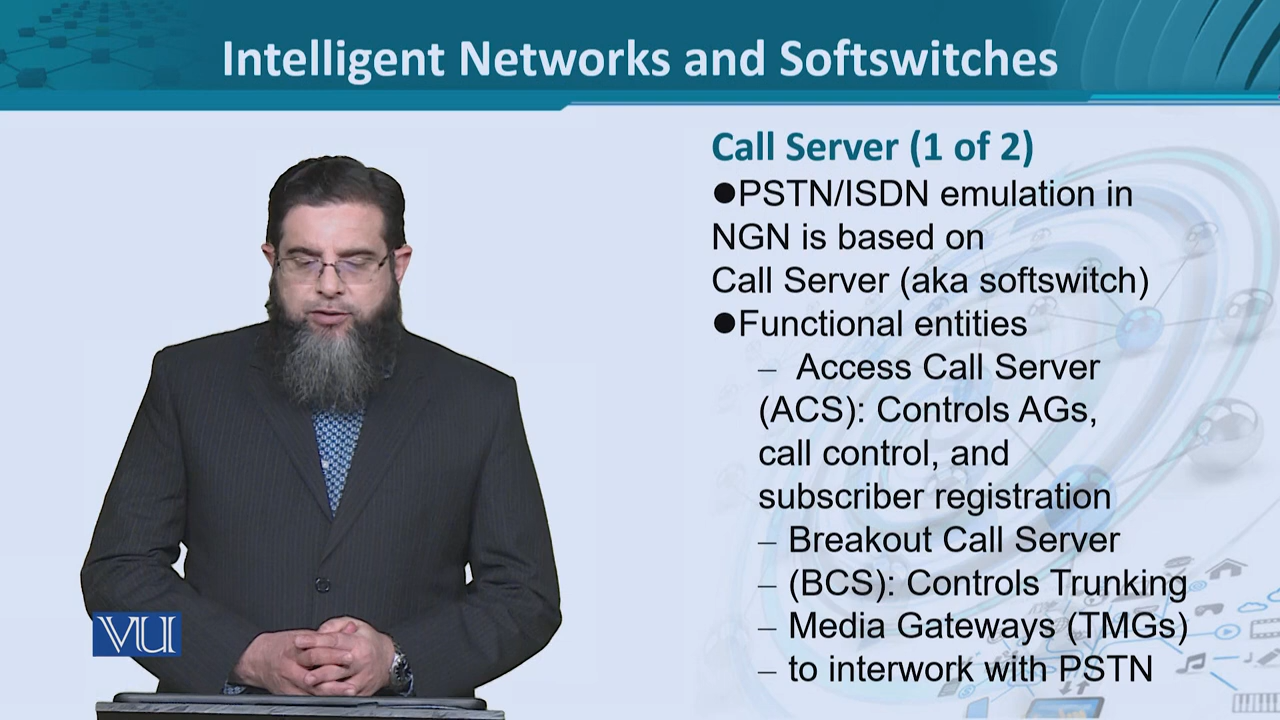 Intelligent Networks and Softswitches
Call Server (1 of 2)
●PSTN/ISDN emulation in
NGN is based on
Call Server (aka softswitch)
●Functional entities
– Access Call Server
(ACS): Controls AGs,
call control, and
subscriber registration
– Breakout Call Server
– (BCS): Controls Trunking
– Media Gateways (TMGs)
– to interwork with PSTN
VU